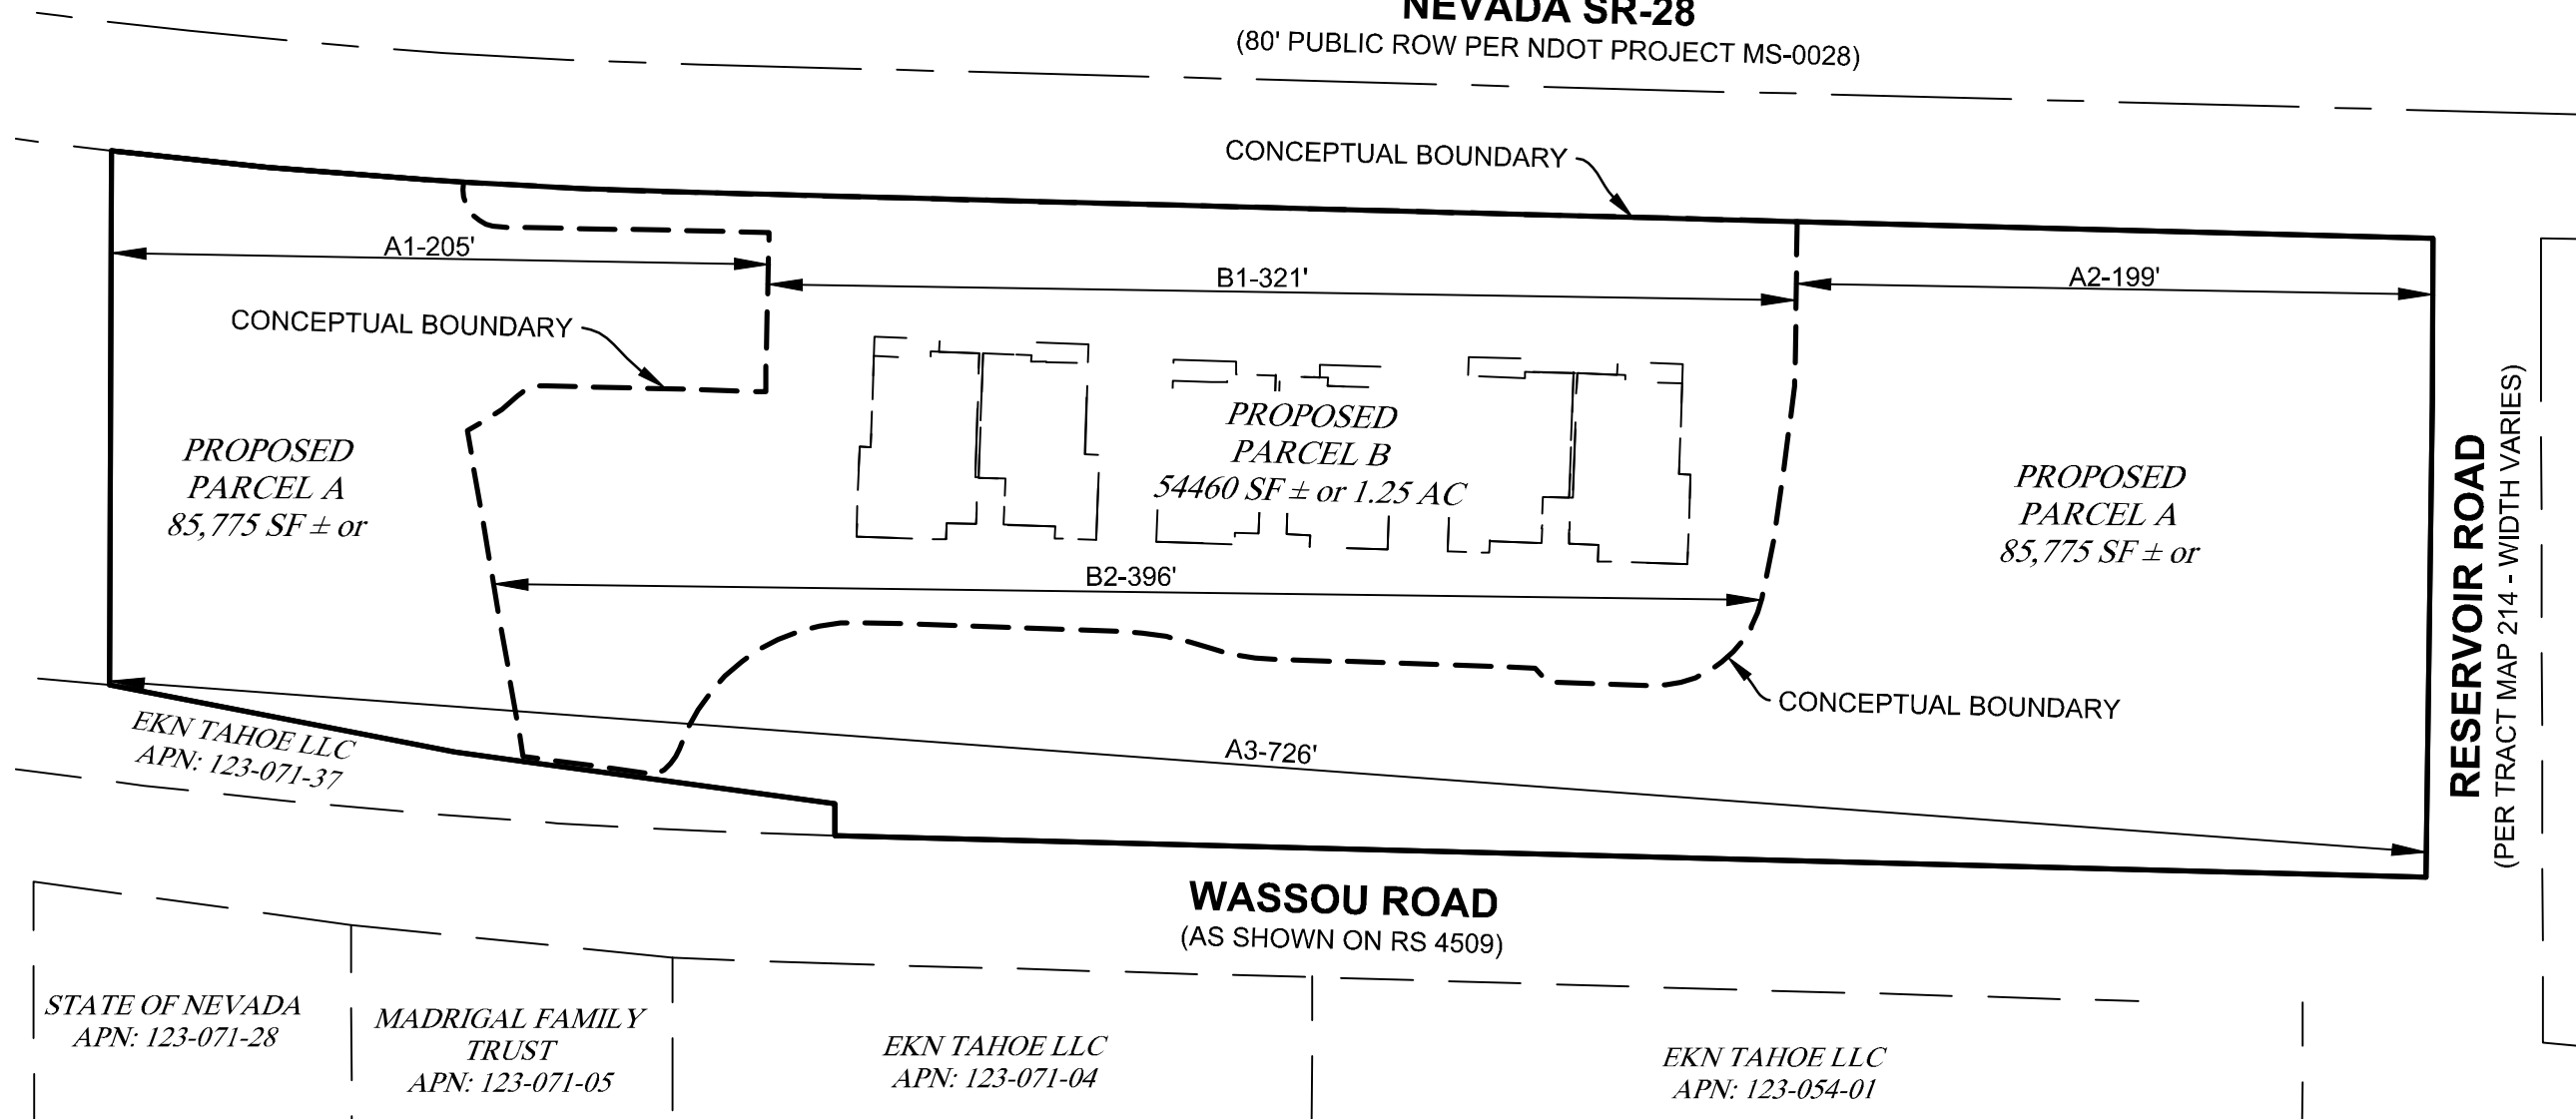 NEVADA SR-28
(80' PUBLIC ROW PER NDOT PROJECT MS-0028)
CONCEPTUAL BOUNDARY
A1-205'
B1-321'
A2-199'
CONCEPTUAL BOUNDARY
PROPOSED
PARCEL A
85,775 SF ± or
PROPOSED
PARCEL B
54460 SF ± or 1.25 AC
PROPOSED
PARCEL A
85,775 SF ± or
B2-396'
CONCEPTUAL BOUNDARY
A3-726'
RESERVOIR ROAD
(PER TRACT MAP 214 - WIDTH VARIES)
EKN TAHOE LLC
APN: 123-071-37
WASSOU ROAD
(AS SHOWN ON RS 4509)
STATE OF NEVADA
APN: 123-071-28
MADRIGAL FAMILY
TRUST
APN: 123-071-05
EKN TAHOE LLC
APN: 123-071-04
EKN TAHOE LLC
APN: 123-054-01